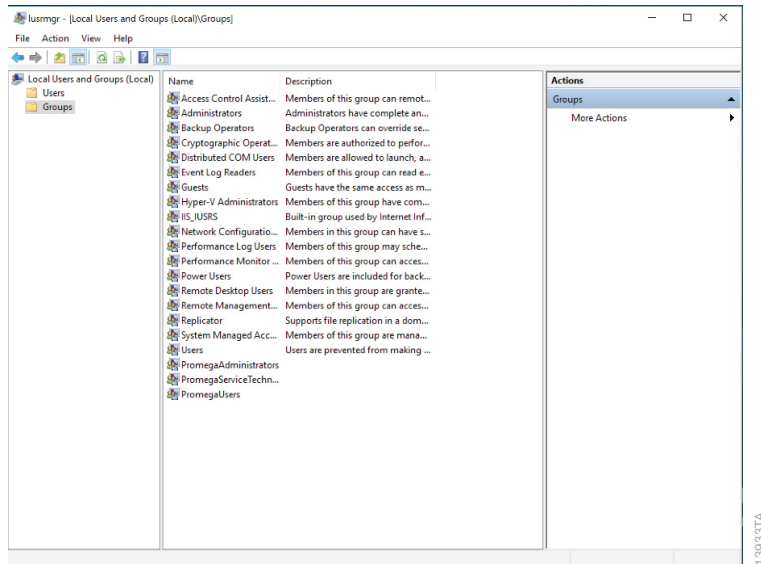 lusrmgr - [Local Users and Groups (Local)\Groups]
File Action View Help
Local Users and Groups (Local)
Users
Groups
Name Description
Access Control Assist... Members of this group can remot...
Administrators Administrators have complete an...
Backup Operators Backup Operators can override se...
Cryptographic Operat... Members are authorized to perfor...
Distributed COM Users Members are allowed to launch, a...
Event Log Readers Members of this group can read e...
Guests Guests have the same access as m...
Hyper-V Administrators Members of this group have com...
IIS_IUSRS Built-in group used by Internet Inf...
Network Configuratio... Members in this group can have s...
Performance Log Users Members of this group may sche...
Performance Monitor ... Members of this group can acces...
Power Users Power Users are included for back...
Remote Desktop Users Members in this group are grante...
Remote Management... Members of this group can acces...
Replicator Supports file replication in a dom...
System Managed Acc... Members of this group are mana...
Users Users are prevented from making ...
PromegaAdministrators
PromegaServiceTechn...
PromegaUsers
Actions
Groups
More Actions
13933TA